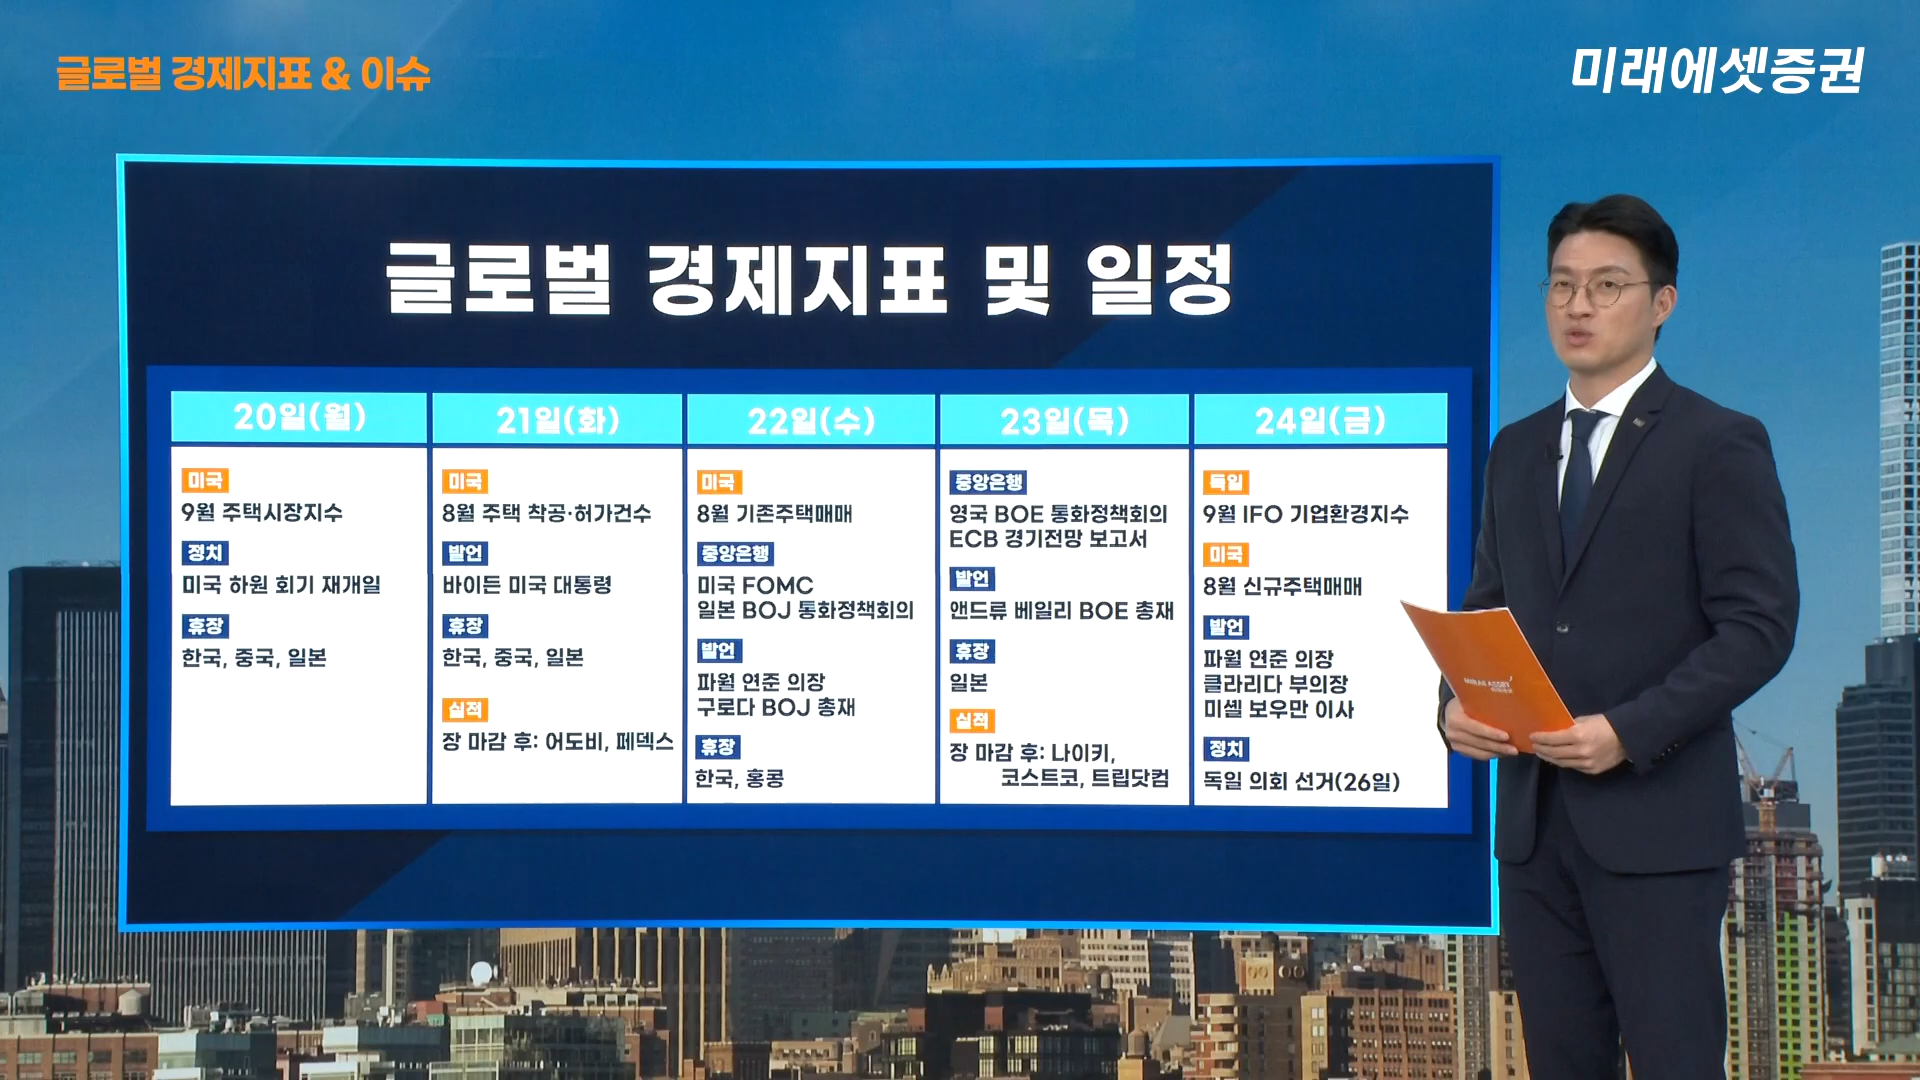 글로벌 경제지표 & 이슈
미래에셋증권
글로벌 경제지표 및 일정
20일(월)
미국
9월 주택시장지수
정치
미국 하원 회기 재개일
휴장
한국, 중국, 일본
21일(화)
미국
8월 주택 착공·허가건수
발언
바이든 미국 대통령
휴장
한국, 중국, 일본
실적
장 마감 후: 어도비, 페덱스
22일(수)
미국
8월 기존주택매매
중앙은행
미국 FOMC
일본 BOJ 통화정책회의
발언
파월 연준 의장
구로다 BOJ 총재
휴장
한국, 홍콩
23일(목)
중앙은행
영국 BOE 통화정책회의
ECB 경기전망 보고서
발언
앤드류 베일리 BOE 총재
휴장
일본
실적
장 마감 후: 나이키,
코스트코, 트립닷컴
24일(금)
독일
9월 IFO 기업환경지수
미국
8월 신규주택매매
발언
파월 연준 의장
클라리다 부의장
미셸 보우만 이사
정치
독일 의회 선거(26일)
MIRAE ASSET